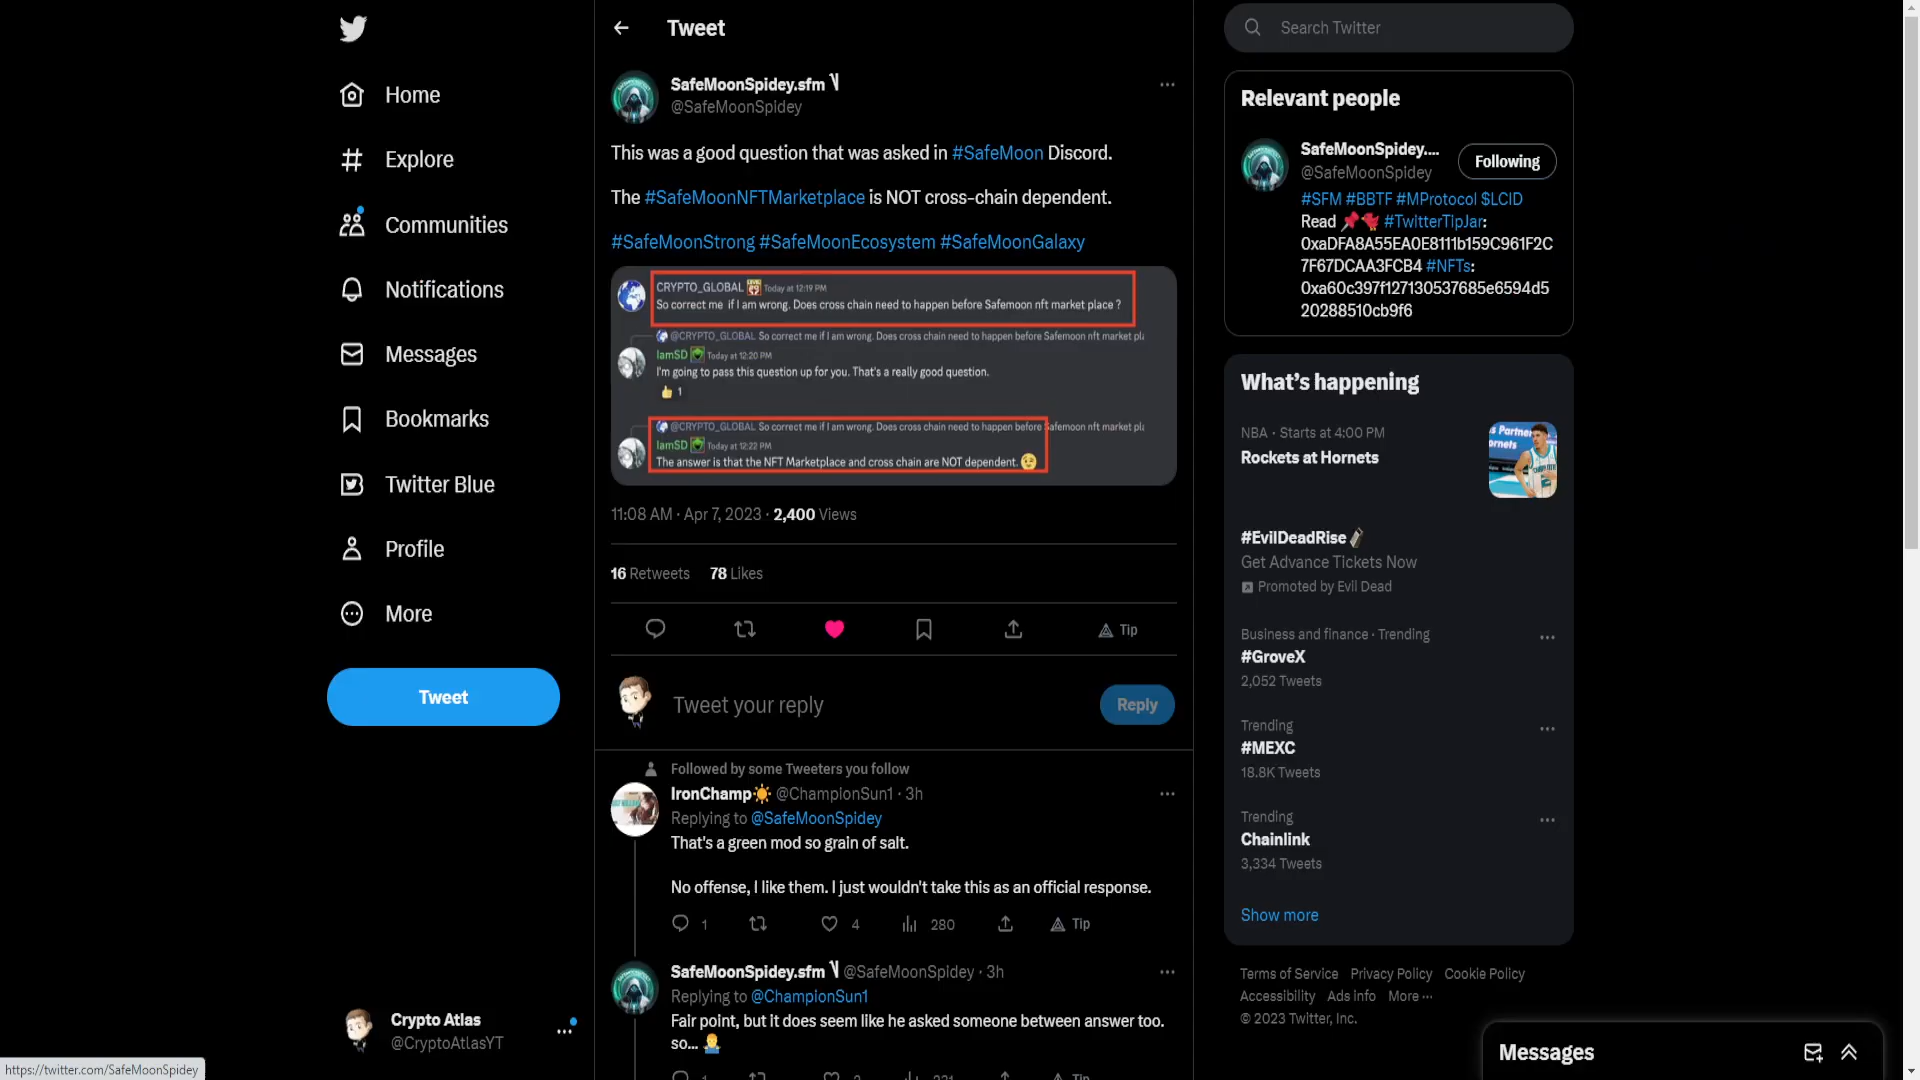 Home
Explore
Communities
Notifications
Messages
Bookmarks
Twitter Blue
Profile
More
Tweet
Crypto Atlas
@CryptoAtlasYT
https://twitter.com/SafeMoonSpidey
Tweet
SafeMoonSpidey.sfm
@SafeMoonSpidey
This was a good question that was asked in #SafeMoon Discord.
The #SafeMoonNFTMarketplace is NOT cross-chain dependent.
#SafeMoonStrong #SafeMoonEcosystem #SafeMoonGalaxy
CRYPTO_GLOBAL Today at 12:19 PM
So correct me if I am wrong. Does cross chain need to happen before Safemoon nft market place ?
@CRYPTO_GLOBAL So correct me if I am wrong. Does cross chain need to happen before Safemoon nft market pl
IamSD Today at 12:20 PM
I'm going to pass this question up for you. That's a really good question.
👍 1
@CRYPTO_GLOBAL So correct me if I am wrong. Does cross chain need to happen before Safemoon nft market pl
IamSD Today at 12:22 PM
The answer is that the NFT Marketplace and cross chain are NOT dependent. 😉
11:08 AM · Apr 7, 2023 · 2,400 Views
16 Retweets 78 Likes
Tip
Tweet your reply
Reply
Followed by some Tweeters you follow
IronChamp☀️ @ChampionSun1 · 3h
Replying to @SafeMoonSpidey
That's a green mod so grain of salt.
No offense, I like them. I just wouldn't take this as an official response.
1 4 280 Tip
SafeMoonSpidey.sfm @SafeMoonSpidey · 3h
Replying to @ChampionSun1
Fair point, but it does seem like he asked someone between answer too.
so...
Search Twitter
Relevant people
SafeMoonSpidey....
@SafeMoonSpidey
Following
#SFM #BBTF #MProtocol $LCID
Read 📌 #TwitterTipJar:
0xaDFA8A55EA0E8111b159C961F2C
7F67DCAA3FCB4 #NFTs:
0xa60c397f127130537685e6594d5
20288510cb9f6
What's happening
NBA · Starts at 4:00 PM
Rockets at Hornets
#EvilDeadRise
Get Advance Tickets Now
Promoted by Evil Dead
Business and finance · Trending
#GroveX
2,052 Tweets
Trending
#MEXC
18.8K Tweets
Trending
Chainlink
3,334 Tweets
Show more
Terms of Service Privacy Policy Cookie Policy
Accessibility Ads info More ···
© 2023 Twitter, Inc.
Messages